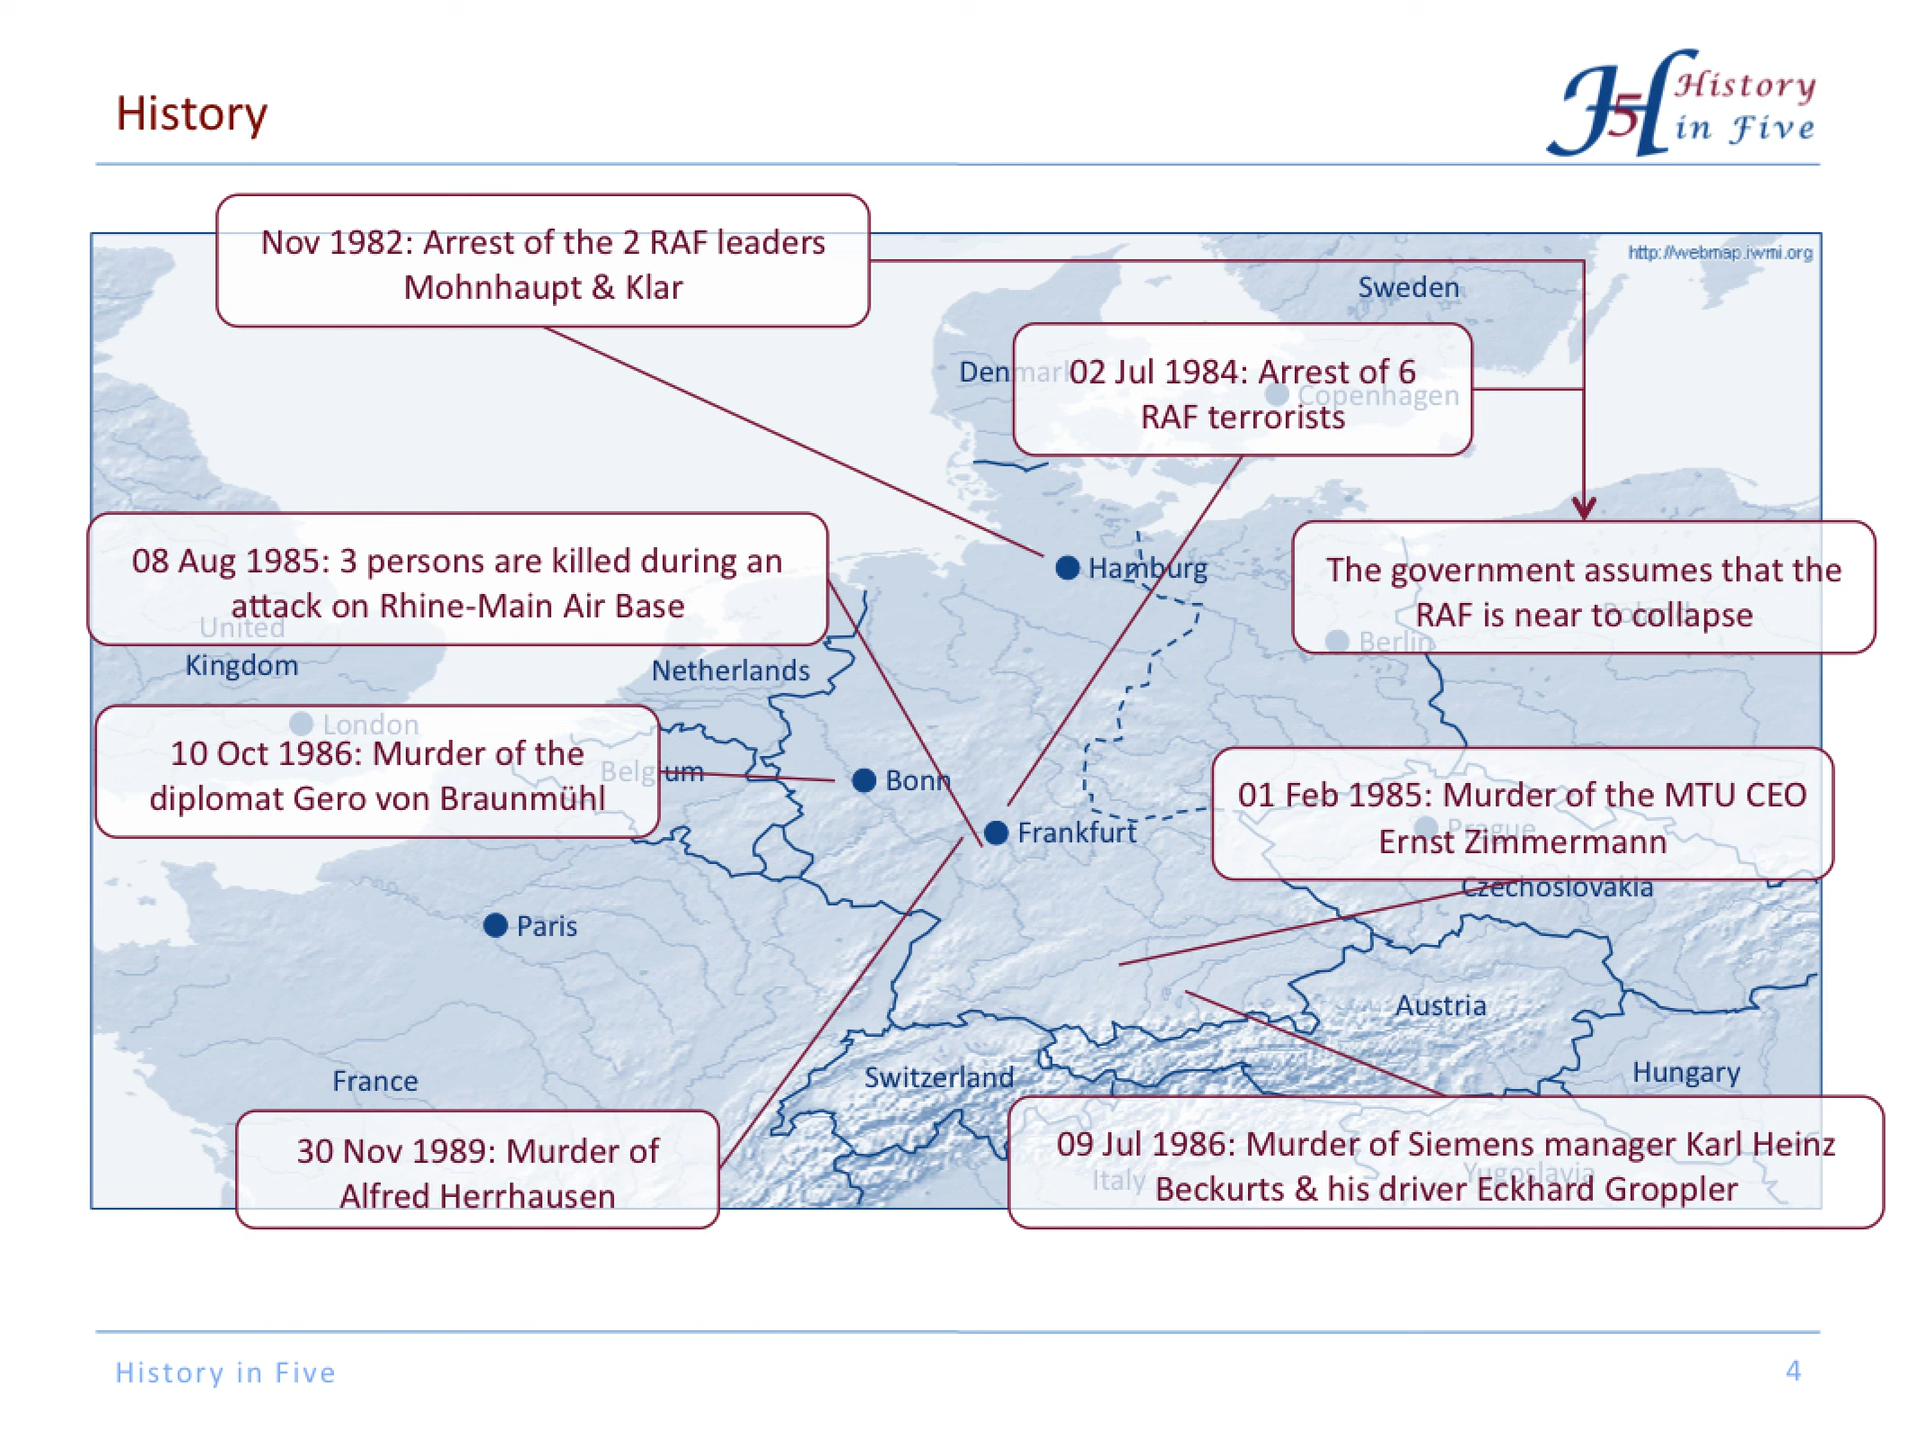 History
H5 History
in Five
http://webmap.iwmi.org
Nov 1982: Arrest of the 2 RAF leaders
Mohnhaupt & Klar
Sweden
Denmark
02 Jul 1984: Arrest of 6
RAF terrorists
Copenhagen
08 Aug 1985: 3 persons are killed during an
attack on Rhine-Main Air Base
Hamburg
The government assumes that the
RAF is near to collapse
Poland
Berlin
United
Kingdom
Netherlands
London
10 Oct 1986: Murder of the
diplomat Gero von Braunmühl
Belgium
Bonn
Frankfurt
01 Feb 1985: Murder of the MTU CEO
Ernst Zimmermann
Prague
Czechoslovakia
Paris
Austria
France
Switzerland
Hungary
30 Nov 1989: Murder of
Alfred Herrhausen
09 Jul 1986: Murder of Siemens manager Karl Heinz
Beckurts & his driver Eckhard Groppler
Italy
Yugoslavia
History in Five
4